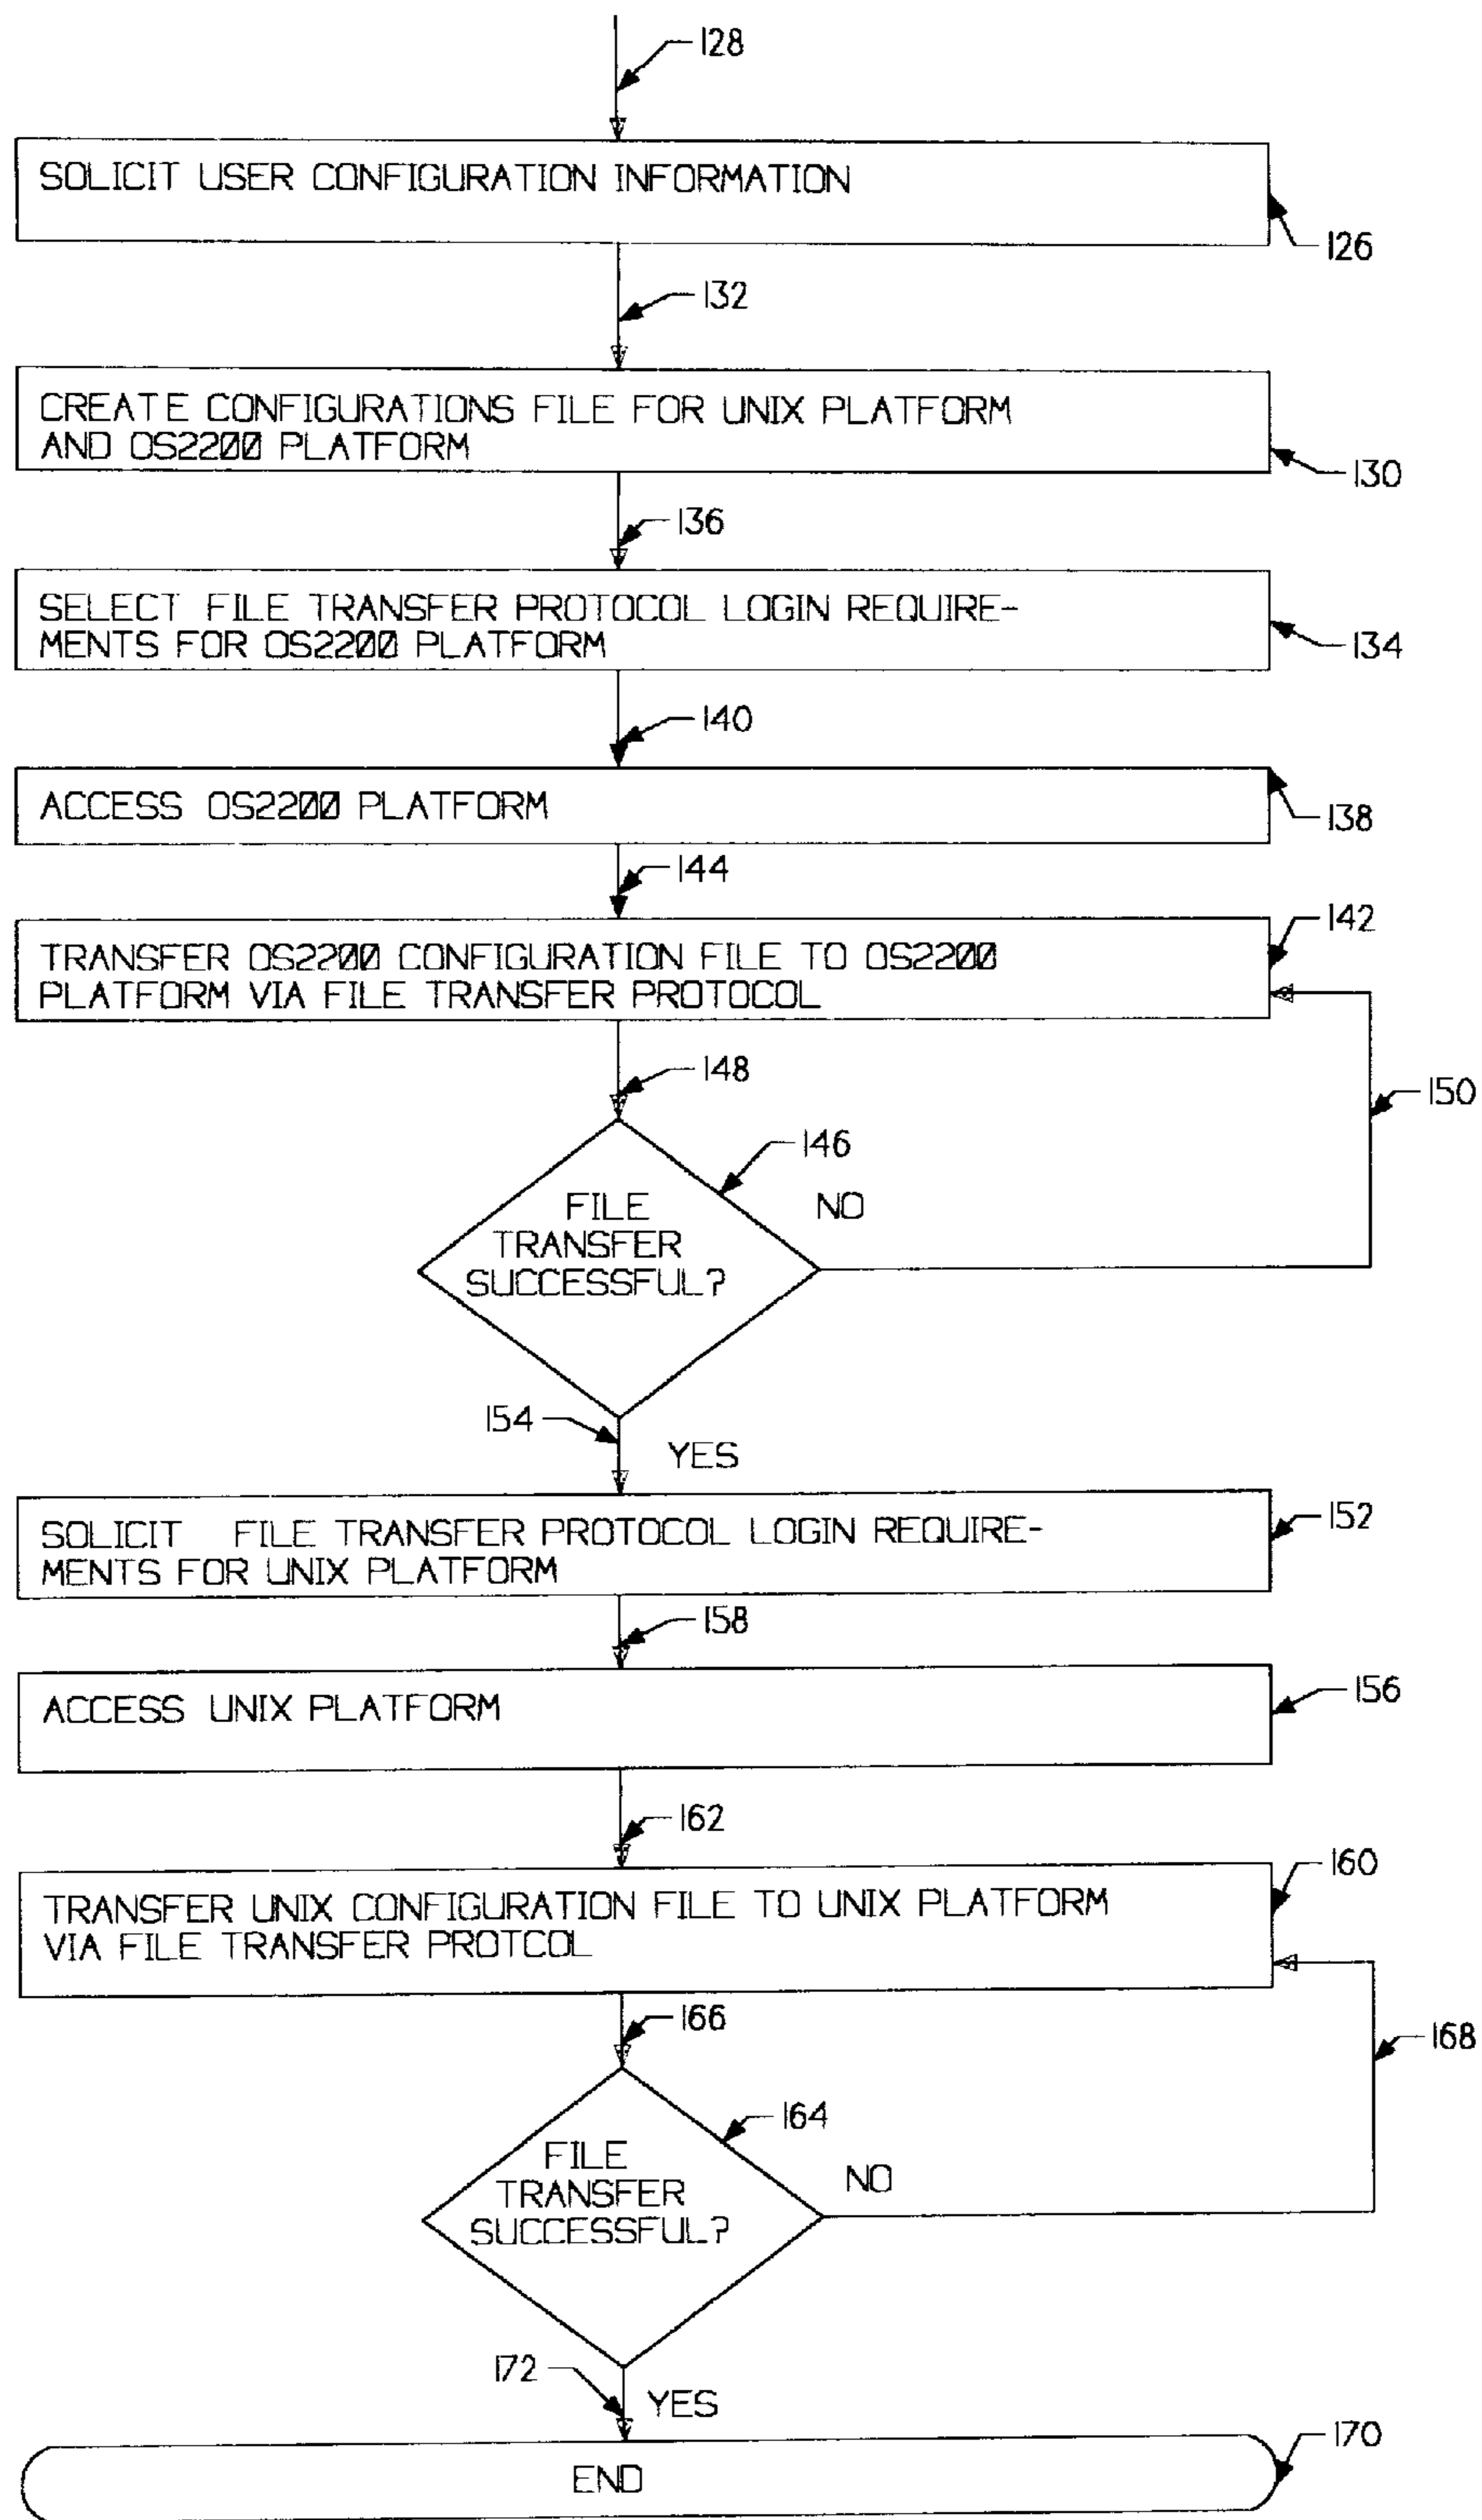 128
SOLICIT USER CONFIGURATION INFORMATION
126
132
CREATE CONFIGURATIONS FILE FOR UNIX PLATFORM
AND OS2200 PLATFORM
130
136
SELECT FILE TRANSFER PROTOCOL LOGIN REQUIRE-
MENTS FOR OS2200 PLATFORM
134
140
ACCESS OS2200 PLATFORM
138
144
142
TRANSFER OS2200 CONFIGURATION FILE TO OS2200
PLATFORM VIA FILE TRANSFER PROTOCOL
148
150
146
FILE
TRANSFER
SUCCESSFUL?
NO
154
YES
152
SOLICIT FILE TRANSFER PROTOCOL LOGIN REQUIRE-
MENTS FOR UNIX PLATFORM
158
ACCESS UNIX PLATFORM
156
162
160
TRANSFER UNIX CONFIGURATION FILE TO UNIX PLATFORM
VIA FILE TRANSFER PROTCOL
166
168
164
FILE
TRANSFER
SUCCESSFUL?
NO
172
YES
170
END